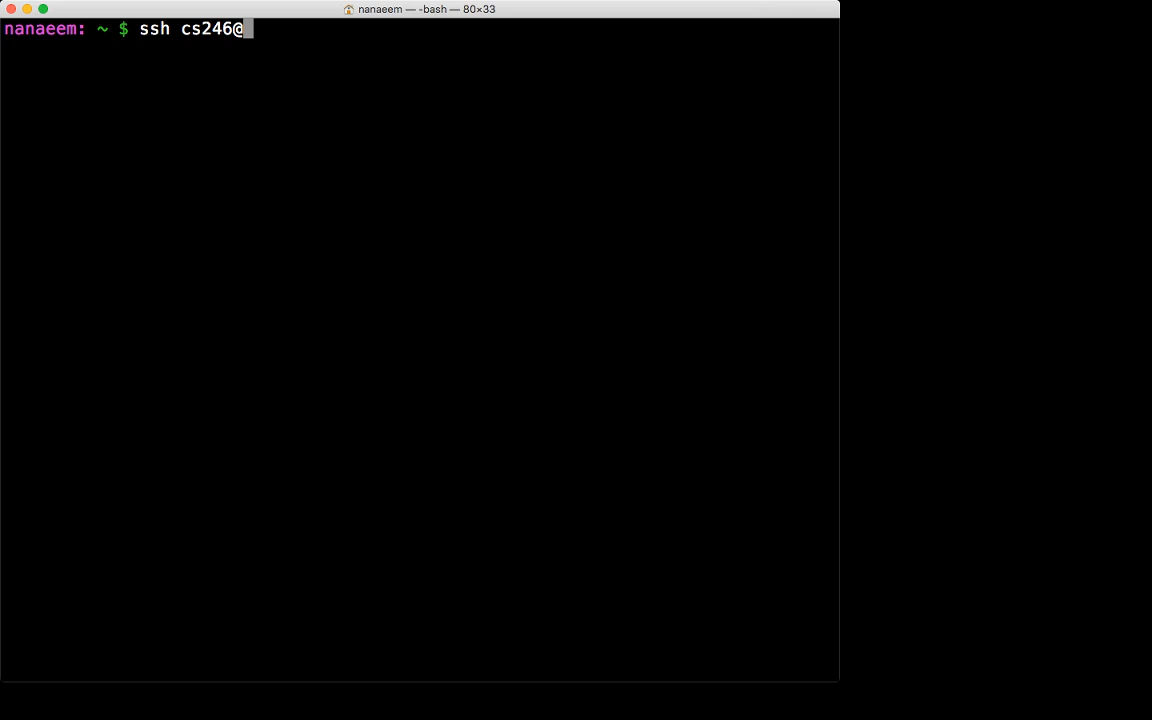 nanaeem — -bash — 80×33
nanaeem: ~ $ ssh cs246@